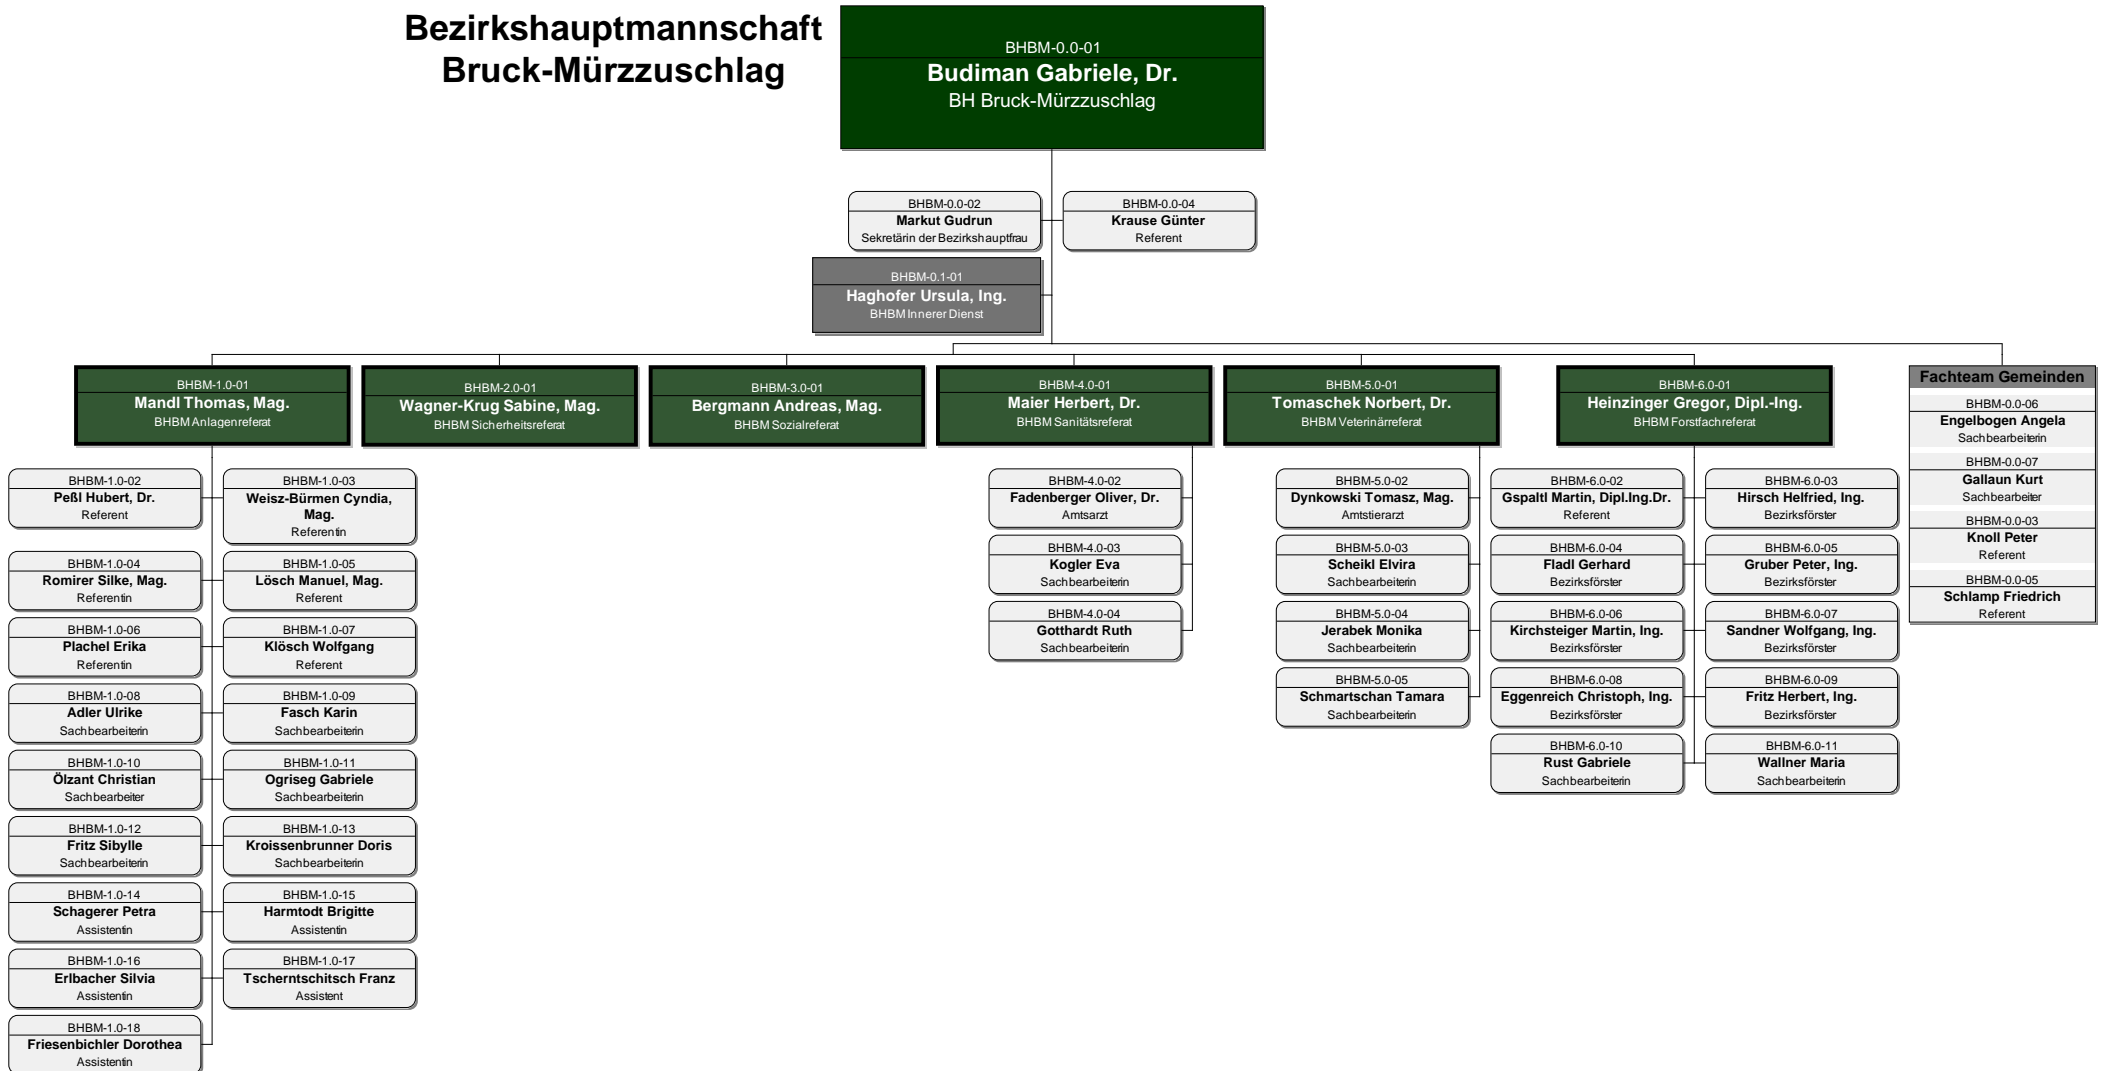 Bezirkshauptmannschaft
Bruck-Mürzzuschlag
BHBM-0.0-01
Budiman Gabriele, Dr.
BH Bruck-Mürzzuschlag
BHBM-0.0-02
Markut Gudrun
Sekretärin der Bezirkshauptfrau
BHBM-0.0-04
Krause Günter
Referent
BHBM-0.1-01
Haghofer Ursula, Ing.
BHBM Innerer Dienst
BHBM-1.0-01
Mandl Thomas, Mag.
BHBM Anlagenreferat
BHBM-2.0-01
Wagner-Krug Sabine, Mag.
BHBM Sicherheitsreferat
BHBM-3.0-01
Bergmann Andreas, Mag.
BHBM Sozialreferat
BHBM-4.0-01
Maier Herbert, Dr.
BHBM Sanitätsreferat
BHBM-5.0-01
Tomaschek Norbert, Dr.
BHBM Veterinärreferat
BHBM-6.0-01
Heinzinger Gregor, Dipl.-Ing.
BHBM Forstfachreferat
Fachteam Gemeinden
BHBM-0.0-06
Engelbogen Angela
Sachbearbeiterin
BHBM-0.0-07
Gallaun Kurt
Sachbearbeiter
BHBM-0.0-03
Knoll Peter
Referent
BHBM-0.0-05
Schlamp Friedrich
Referent
BHBM-1.0-02
Peßl Hubert, Dr.
Referent
BHBM-1.0-03
Weisz-Bürmen Cyndia,
Mag.
Referentin
BHBM-1.0-04
Romirer Silke, Mag.
Referentin
BHBM-1.0-05
Lösch Manuel, Mag.
Referent
BHBM-1.0-06
Plachel Erika
Referentin
BHBM-1.0-07
Klösch Wolfgang
Referent
BHBM-1.0-08
Adler Ulrike
Sachbearbeiterin
BHBM-1.0-09
Fasch Karin
Sachbearbeiterin
BHBM-1.0-10
Ölzant Christian
Sachbearbeiter
BHBM-1.0-11
Ogriseg Gabriele
Sachbearbeiterin
BHBM-1.0-12
Fritz Sibylle
Sachbearbeiterin
BHBM-1.0-13
Kroissenbrunner Doris
Sachbearbeiterin
BHBM-1.0-14
Schagerer Petra
Assistentin
BHBM-1.0-15
Harmtodt Brigitte
Assistentin
BHBM-1.0-16
Erlbacher Silvia
Assistentin
BHBM-1.0-17
Tscherntschitsch Franz
Assistent
BHBM-1.0-18
Friesenbichler Dorothea
Assistentin
BHBM-4.0-02
Fadenberger Oliver, Dr.
Amtsarzt
BHBM-4.0-03
Kogler Eva
Sachbearbeiterin
BHBM-4.0-04
Gotthardt Ruth
Sachbearbeiterin
BHBM-5.0-02
Dynkowski Tomasz, Mag.
Amtstierarzt
BHBM-5.0-03
Scheikl Elvira
Sachbearbeiterin
BHBM-5.0-04
Jerabek Monika
Sachbearbeiterin
BHBM-5.0-05
Schmartschan Tamara
Sachbearbeiterin
BHBM-6.0-02
Gspaltl Martin, Dipl.Ing.Dr.
Referent
BHBM-6.0-03
Hirsch Helfried, Ing.
Bezirksförster
BHBM-6.0-04
Fladl Gerhard
Bezirksförster
BHBM-6.0-05
Gruber Peter, Ing.
Bezirksförster
BHBM-6.0-06
Kirchsteiger Martin, Ing.
Bezirksförster
BHBM-6.0-07
Sandner Wolfgang, Ing.
Bezirksförster
BHBM-6.0-08
Eggenreich Christoph, Ing.
Bezirksförster
BHBM-6.0-09
Fritz Herbert, Ing.
Bezirksförster
BHBM-6.0-10
Rust Gabriele
Sachbearbeiterin
BHBM-6.0-11
Wallner Maria
Sachbearbeiterin